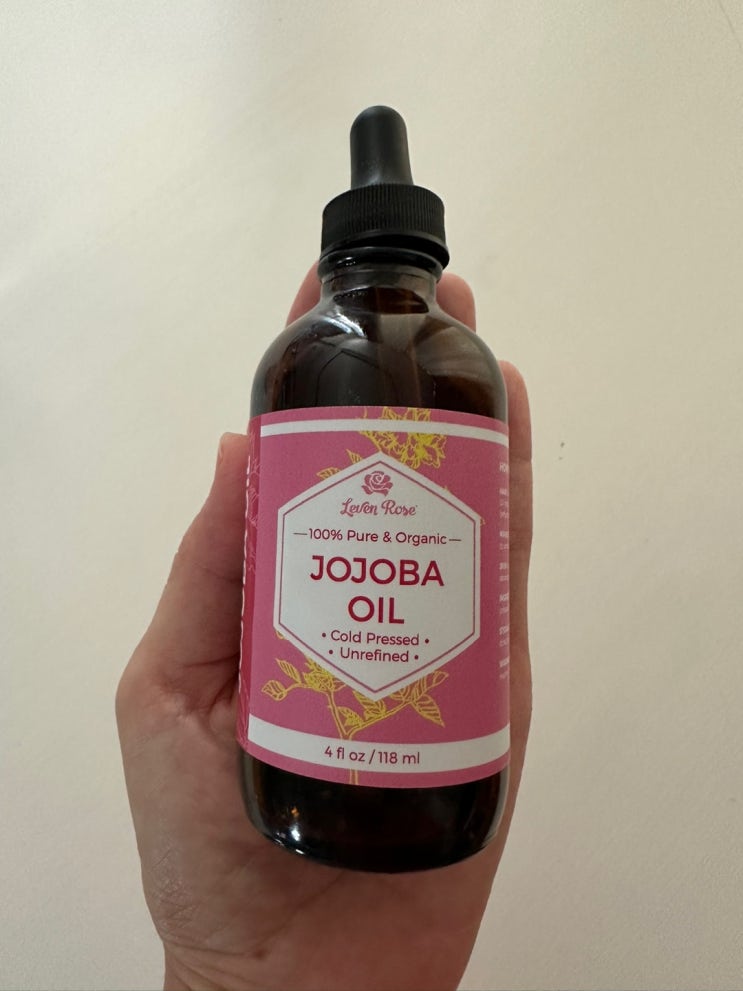 Leven Rose
100% Pure & Organic
JOJOBA
OIL
• Cold Pressed •
• Unrefined •
4 fl oz / 118 ml